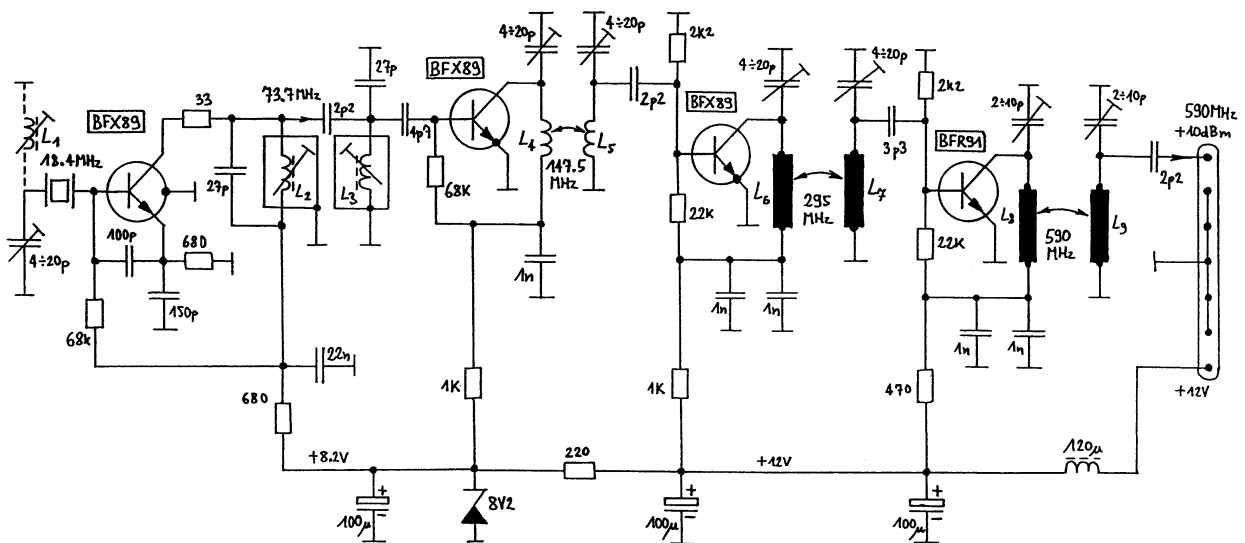 4÷20p
4÷20p
2k2
BFX89
27p
4÷20p
4÷20p
2k2
33
73.7MHz
2p2
BFX89
2÷10p
2÷10p
590MHz
+10dBm
L1
BFX89
4p7
2p2
BFR91
18.4MHz
L4
L5
3p3
2p2
27p
L2
L3
68K
147.5
MHz
L6
295
MHz
L7
L8
590
MHz
L9
22K
22K
4÷20p
100p
680
150p
1n
1n
1n
68k
22n
1n
1n
680
1K
1K
470
+12V
+8.2V
220
+12V
120µ
+
-
100µ
8V2
+
-
100µ
+
-
100µ